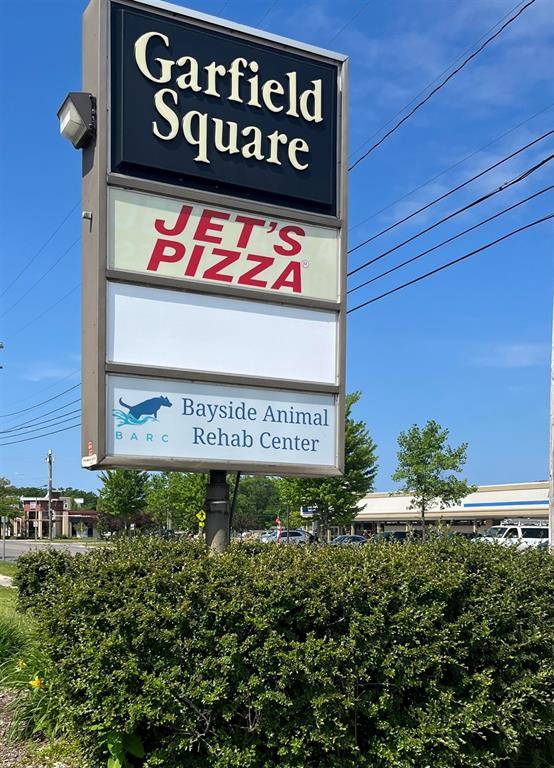 Garfield
Square
JET'S
PIZZA
BARC
Bayside Animal
Rehab Center